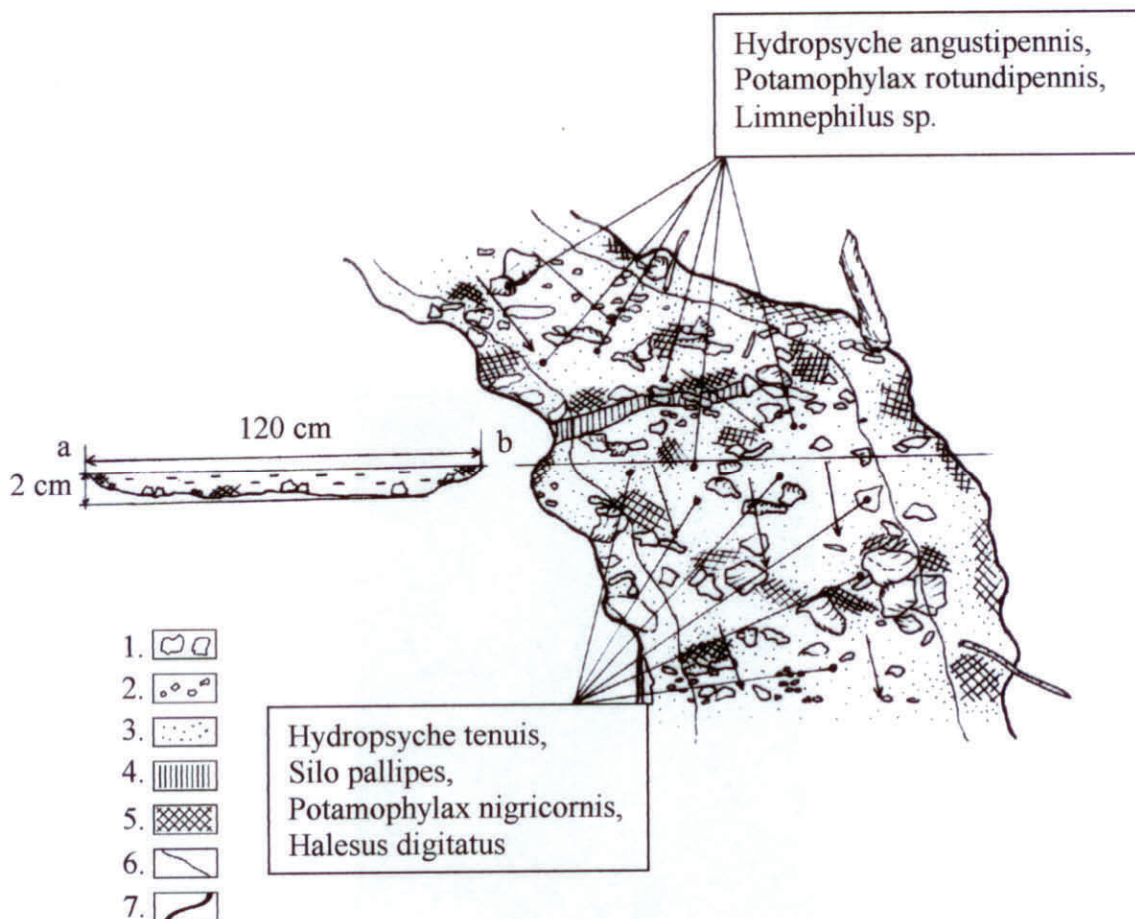 Hydropsyche angustipennis,
Potamophylax rotundipennis,
Limnephilus sp.
a
120 cm
b
2 cm
1.
2.
3.
4.
5.
6.
7.
Hydropsyche tenuis,
Silo pallipes,
Potamophylax nigricornis,
Halesus digitatus